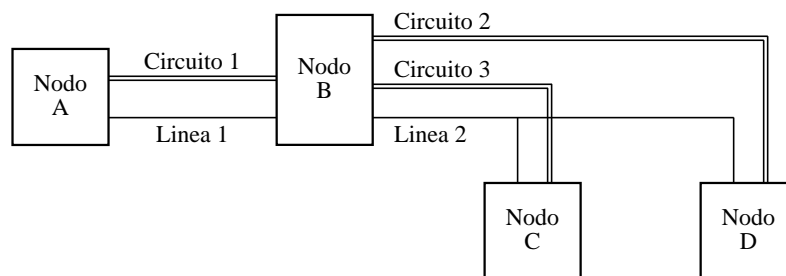 Circuito 2
Circuito 1
Nodo
B
Nodo
A
Circuito 3
Linea 1
Linea 2
Nodo
C
Nodo
D